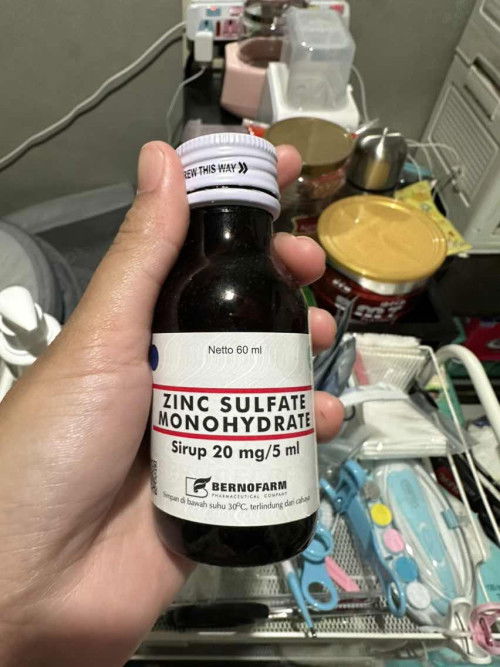 REW THIS WAY
Netto 60 ml
ZINC SULFATE
MONOHYDRATE
Sirup 20 mg/5 ml
BERNOFARM
PHARMACEUTICAL COMPANY
Simpan di bawah suhu 30°C, terlindung dari cahaya